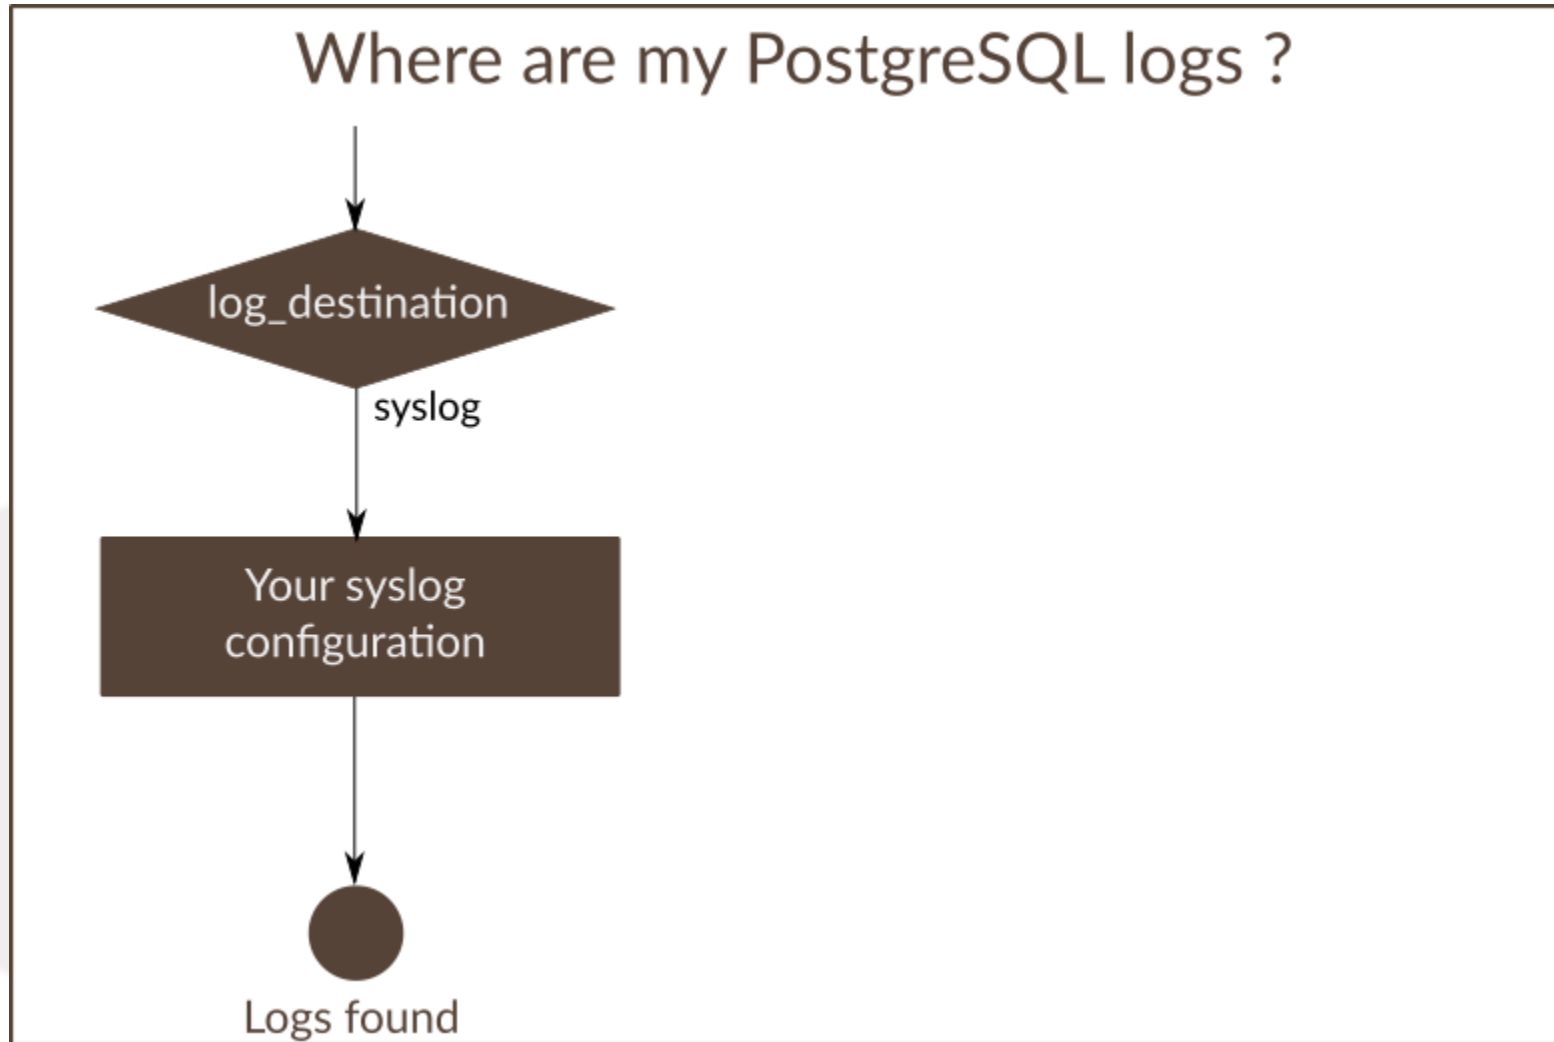 Where are my PostgreSQL logs ?
log_destination
syslog
Your syslog
configuration
Logs found